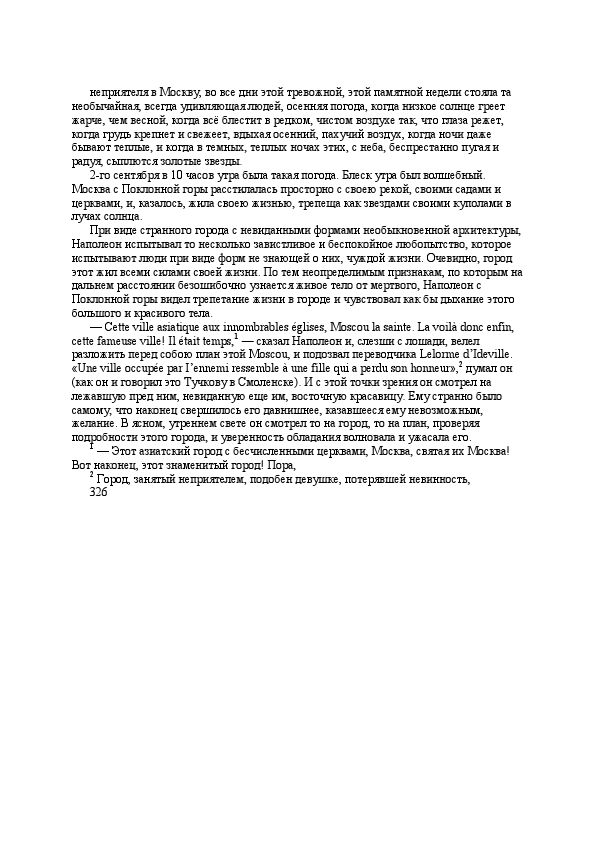 неприятеля в Москву, во все дни этой тревожной, этой памятной недели стояла та
необычайная, всегда удивляющая людей, осенняя погода, когда низкое солнце греет
жарче, чем весной, когда всё блестит в редком, чистом воздухе так, что глаза режет,
когда грудь крепнет и свежеет, вдыхая осенний, пахучий воздух, когда ночи даже
бывают теплые, и когда в темных, теплых ночах этих, с неба, беспрестанно пугая и
радуя, сыплются золотые звезды.
2-го сентября в 10 часов утра была такая погода. Блеск утра был волшебный.
Москва с Поклонной горы расстилалась просторно с своею рекой, своими садами и
церквами, и, казалось, жила своею жизнью, трепеща как звездами своими куполами в
лучах солнца.
При виде странного города с невиданными формами необыкновенной архитектуры,
Наполеон испытывал то несколько завистливое и беспокойное любопытство, которое
испытывают люди при виде форм не знающей о них, чуждой жизни. Очевидно, город
этот жил всеми силами своей жизни. По тем неопределимым признакам, по которым на
дальнем расстоянии безошибочно узнается живое тело от мертвого, Наполеон с
Поклонной горы видел трепетание жизни в городе и чувствовал как бы дыхание этого
большого и красивого тела.
— Cette ville asiatique aux innombrables églises, Moscou la sainte. La voilà donc enfin,
cette fameuse ville! Il était temps,1 — сказал Наполеон и, слезши с лошади, велел
разложить перед собою план этой Moscou, и подозвал переводчика Lelorme d’Ideville.
«Une ville occupée par I’ennemi ressemble à une fille qui a perdu son honneur»,2 думал он
(как он и говорил это Тучкову в Смоленске). И с этой точки зрения он смотрел на
лежавшую пред ним, невиданную еще им, восточную красавицу. Ему странно было
самому, что наконец свершилось его давнишнее, казавшееся ему невозможным,
желание. В ясном, утреннем свете он смотрел то на город, то на план, проверяя
подробности этого города, и уверенность обладания волновала и ужасала его.
1 — Этот азиатский город с бесчисленными церквами, Москва, святая их Москва!
Вот наконец, этот знаменитый город! Пора,
2 Город, занятый неприятелем, подобен девушке, потерявшей невинность,
326